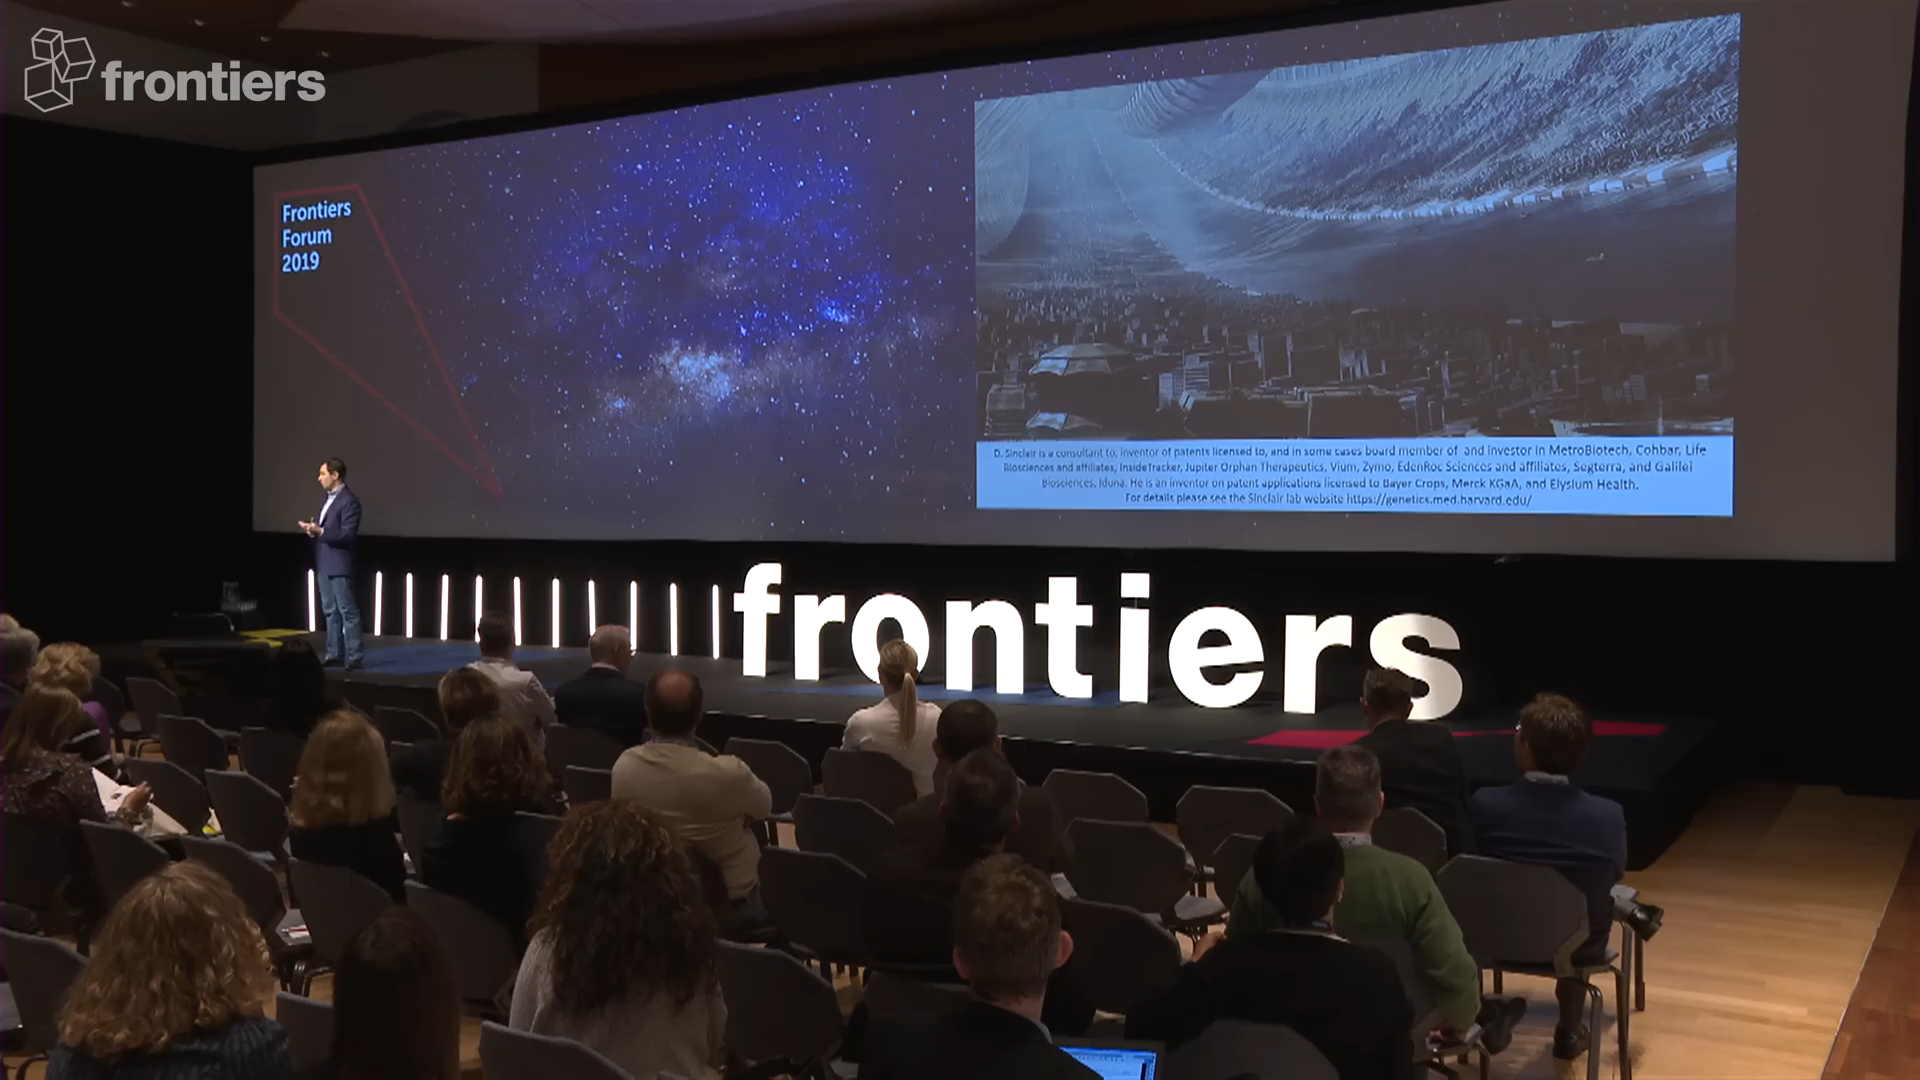 frontiers
Frontiers
Forum
2019
D. Sinclair is a consultant to, inventor of patents licensed to, and in some cases board member of and investor in MetroBiotech, Cohbar, Life
Biosciences and affiliates, InsideTracker, Jupiter Orphan Therapeutics, Vium, Zymo, EdenRoc Sciences and affiliates, Segterra, and Galilei
Biosciences, Iduna. He is an inventor on patent applications licensed to Bayer Crops, Merck KGaA, and Elysium Health.
For details please see the Sinclair lab website https://genetics.med.harvard.edu/
frontiers